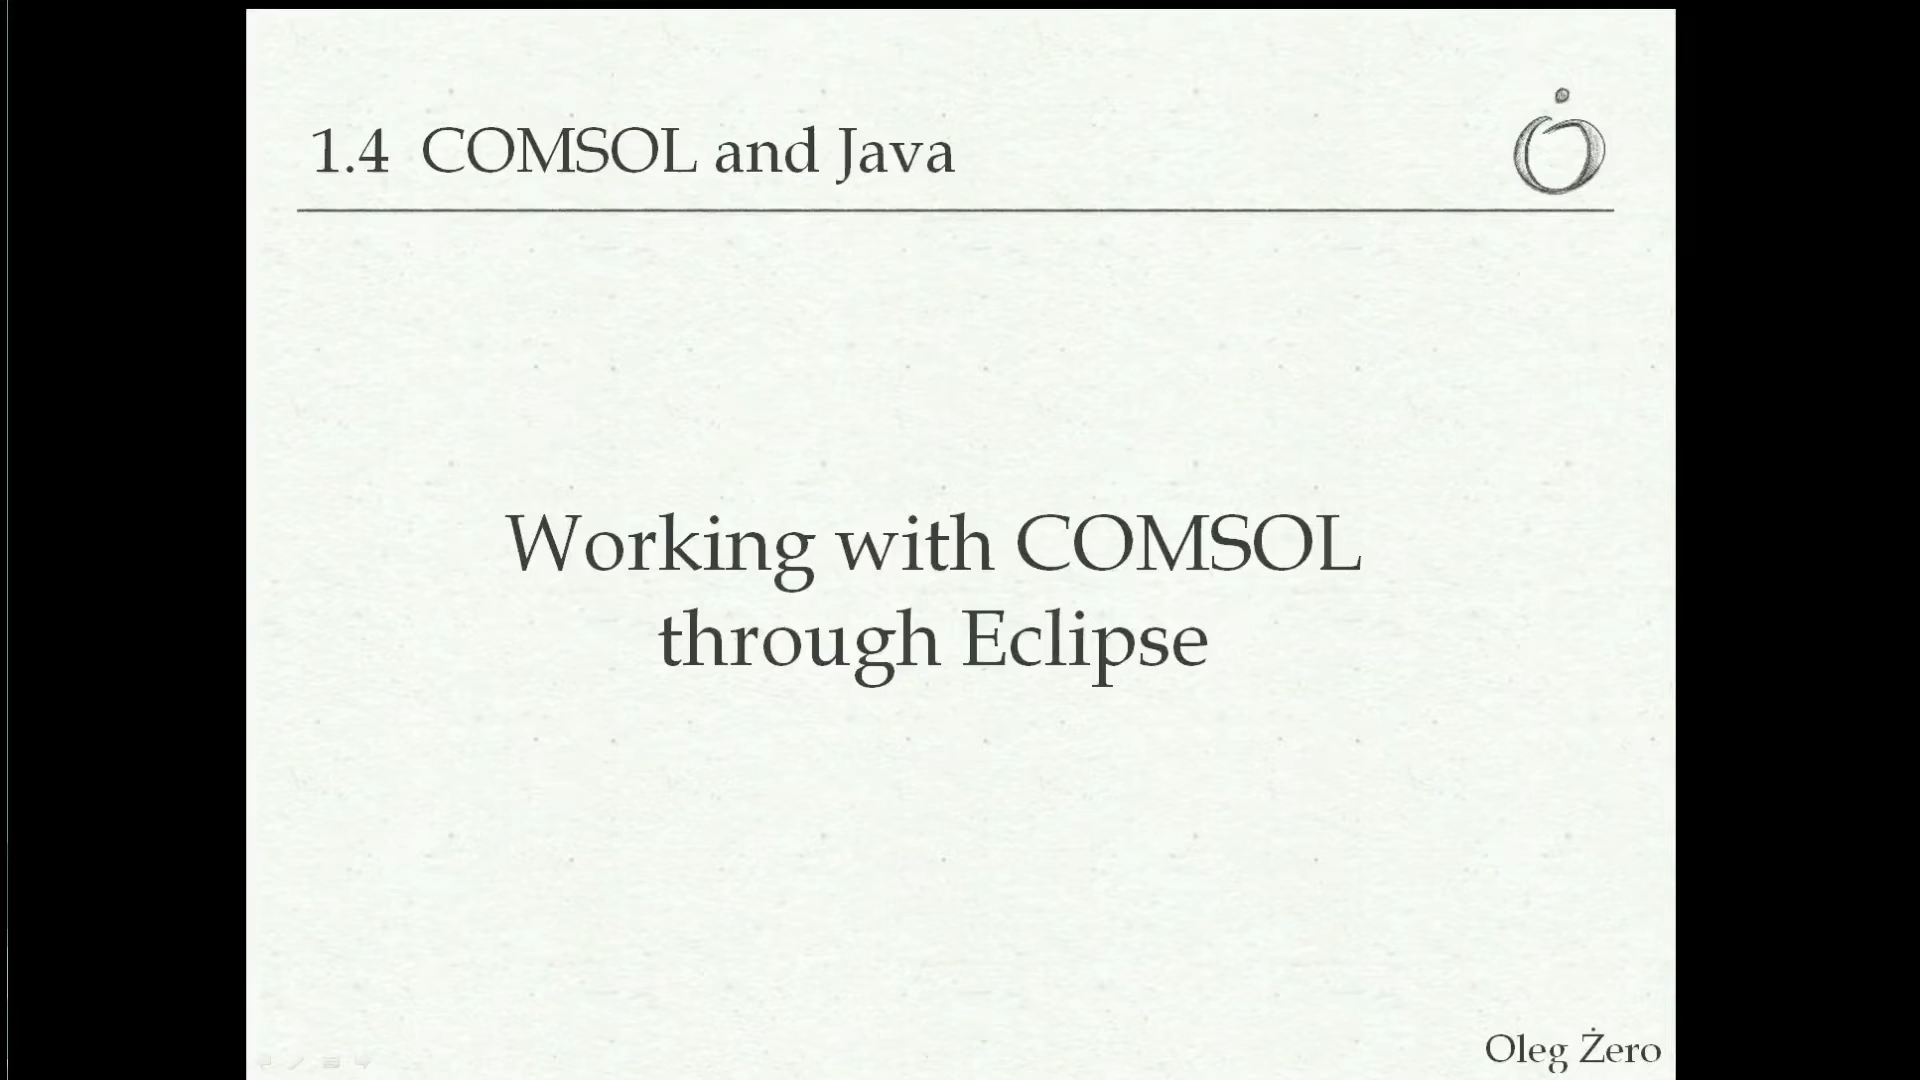 1.4 COMSOL and Java
Working with COMSOL
through Eclipse
Oleg Żero